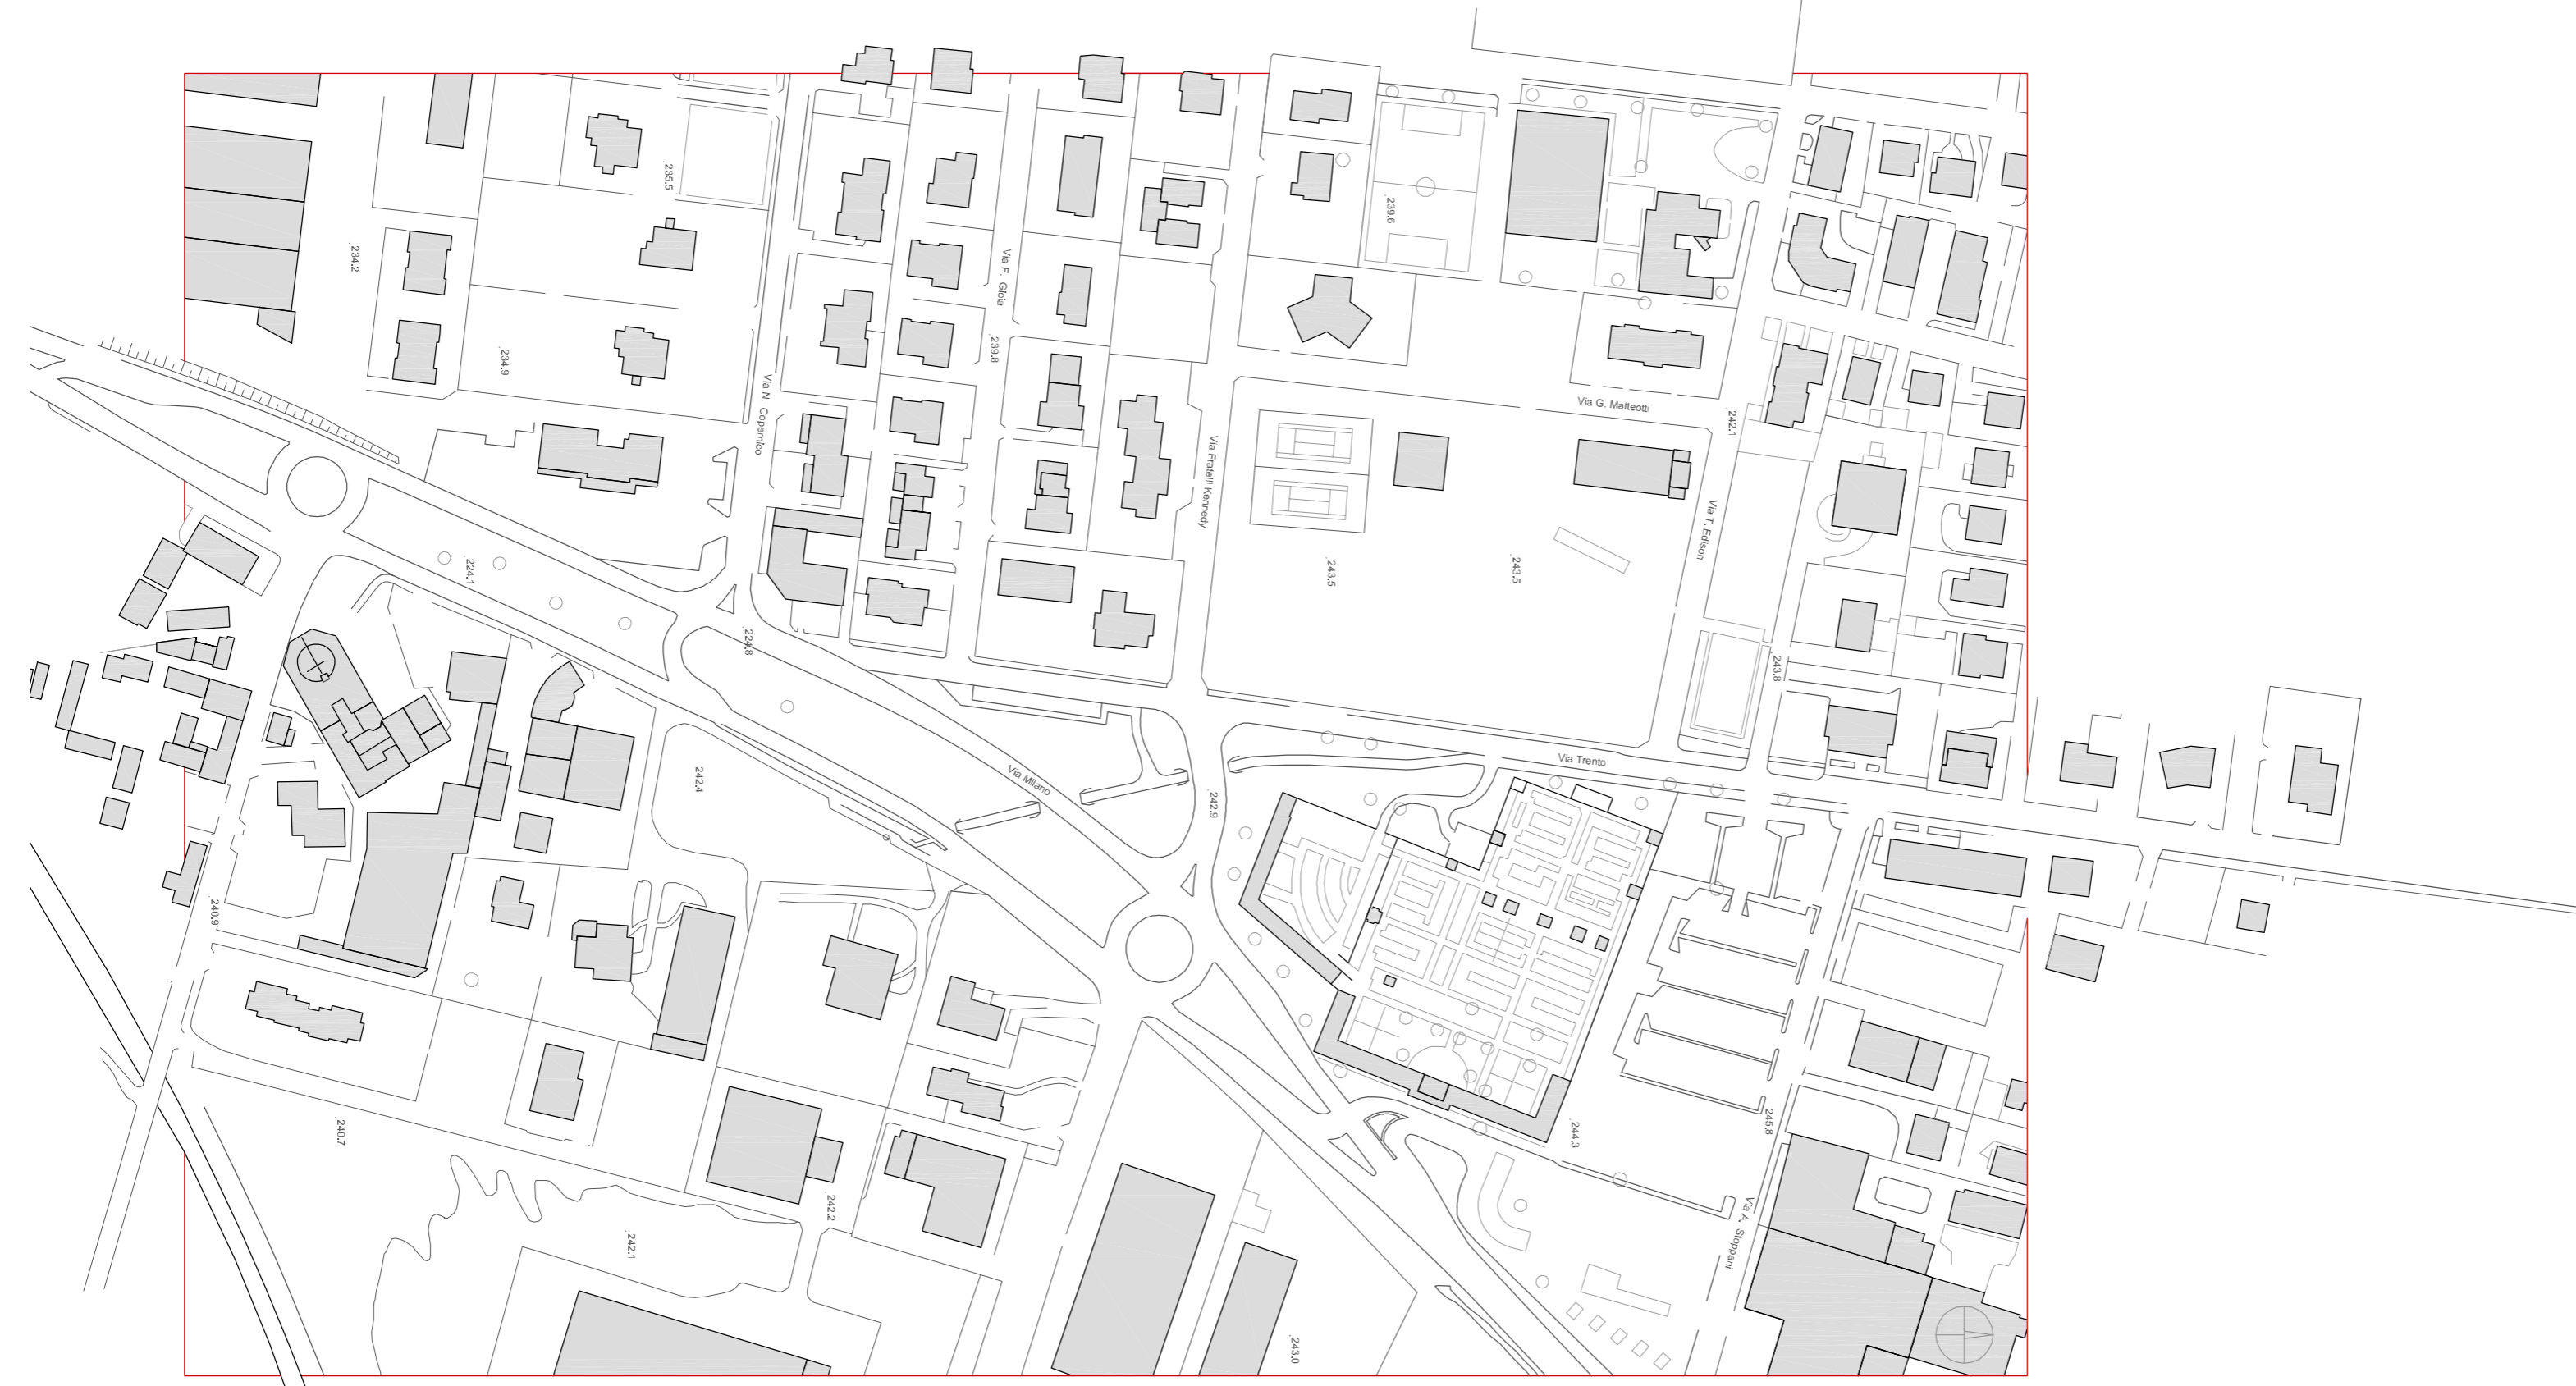 235.5
239.6
234.2
Via F. Gioia
239.8
234.9
Via N. Copernico
Via G. Matteotti
242.1
Via Fratelli Kennedy
Via T. Edison
224.1
243.5
243.5
224.8
243.8
Via Trento
242.4
Via Milano
242.9
240.9
240.7
244.3
245.8
242.2
Via A. Stoppani
242.1
243.0